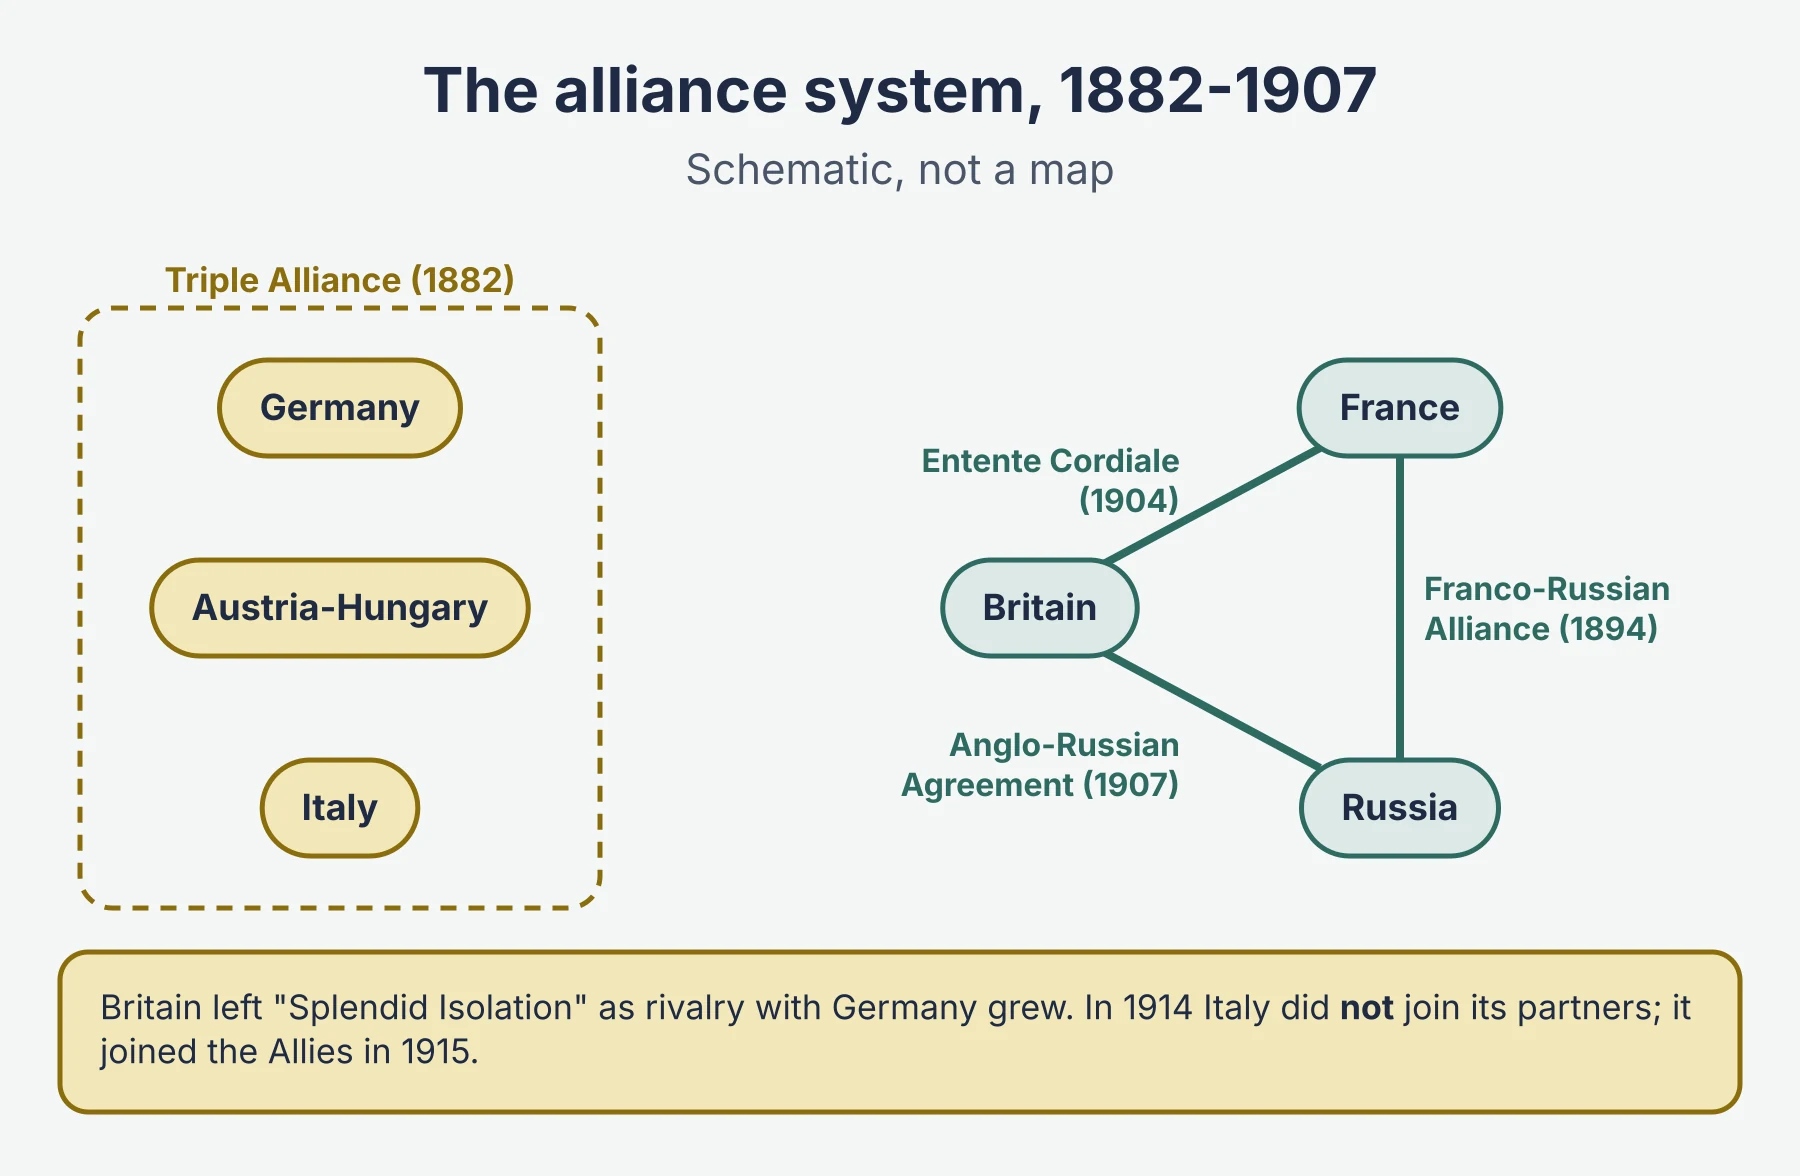 The alliance system, 1882-1907
Schematic, not a map
Triple Alliance (1882)
Germany
Austria-Hungary
Italy
France
Entente Cordiale
(1904)
Britain
Franco-Russian
Alliance (1894)
Anglo-Russian
Agreement (1907)
Russia
Britain left "Splendid Isolation" as rivalry with Germany grew. In 1914 Italy did not join its partners; it
joined the Allies in 1915.